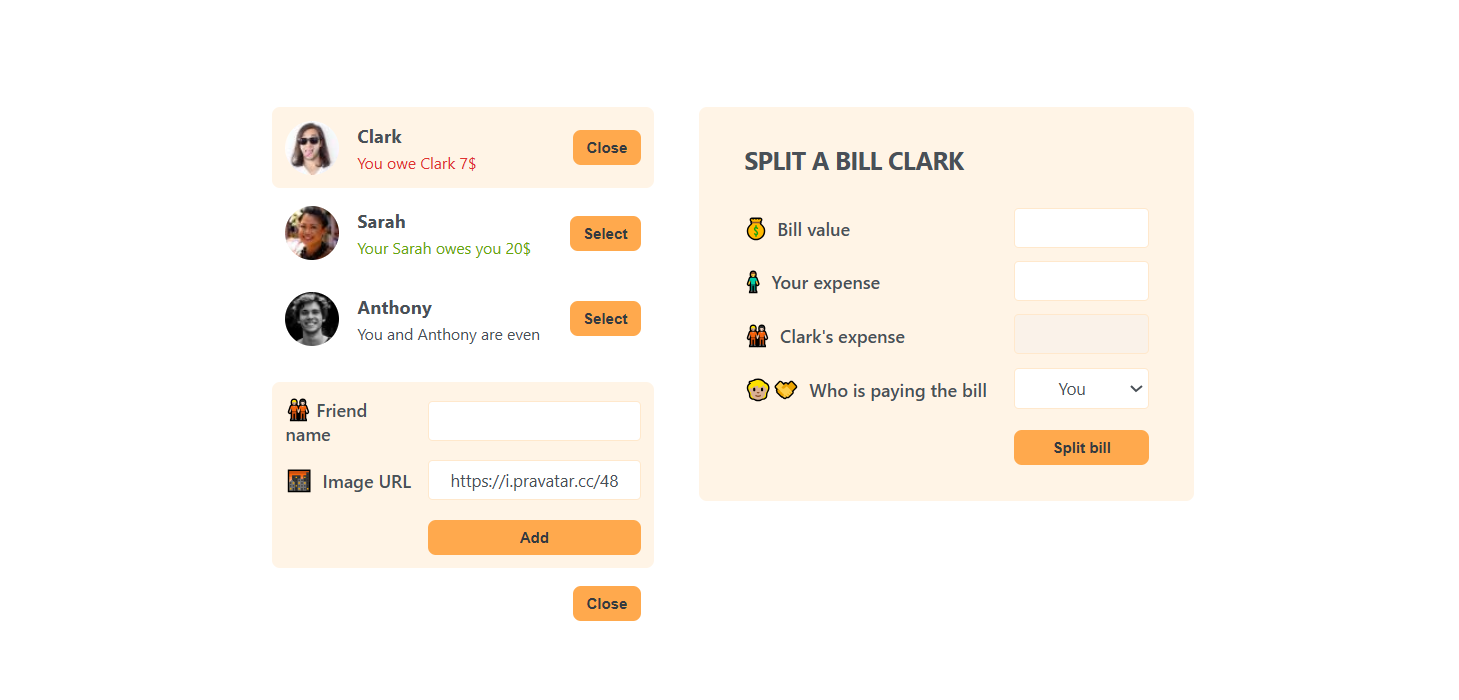 Clark
You owe Clark 7$
Close
Sarah
Your Sarah owes you 20$
Select
Anthony
You and Anthony are even
Select
Friend
name
Image URL
https://i.pravatar.cc/48
Add
Close
SPLIT A BILL CLARK
Bill value
Your expense
Clark's expense
Who is paying the bill
You
Split bill